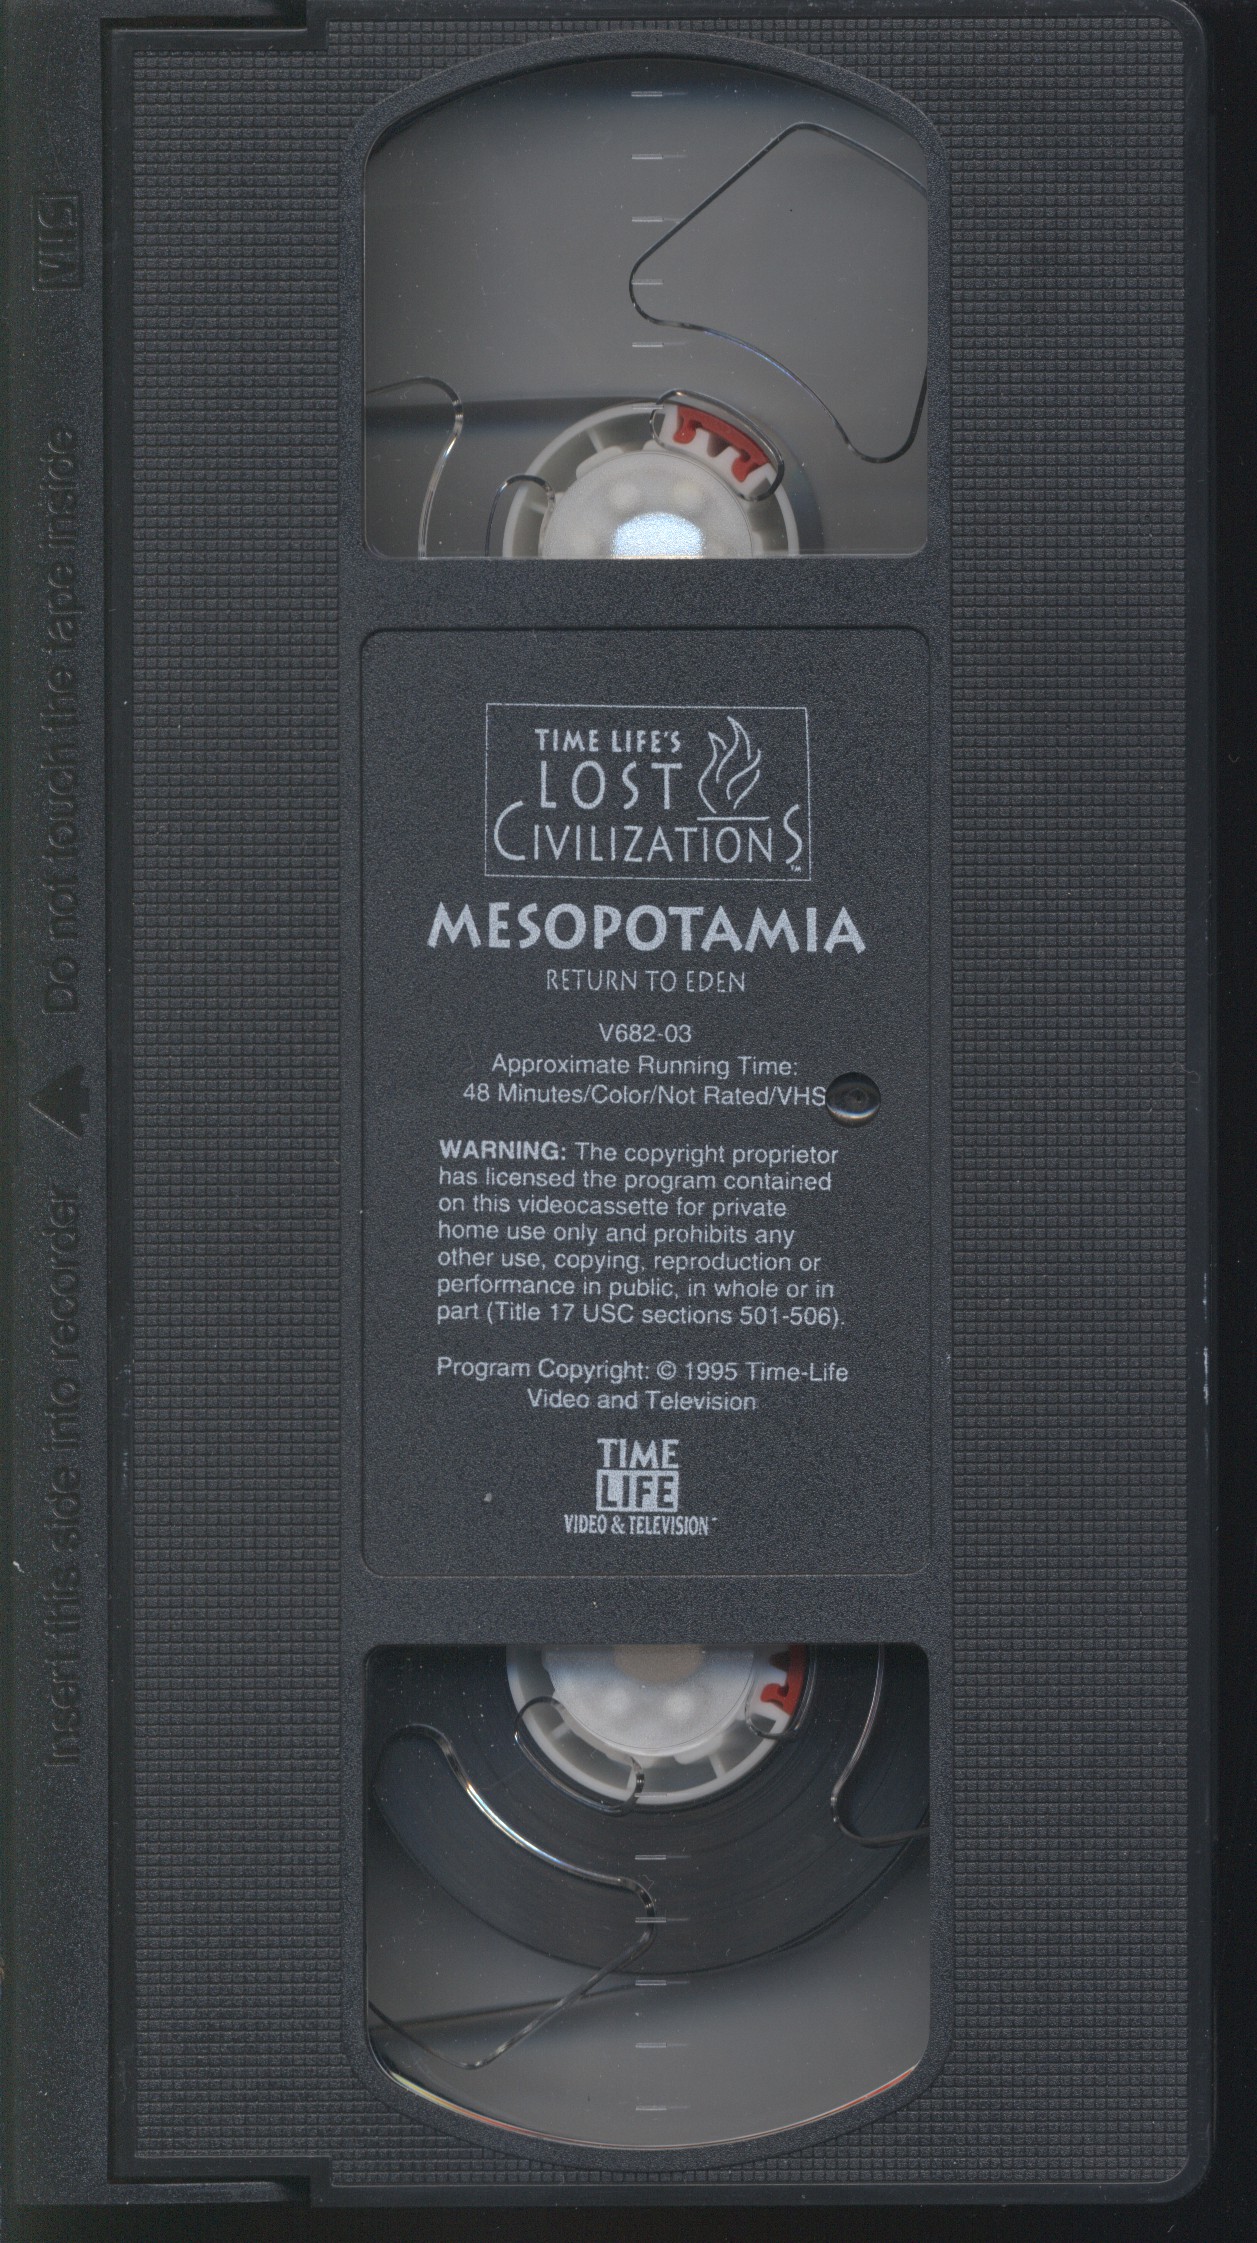 TIME LIFE'S
LOST
CIVILIZATIONS™
MESOPOTAMIA
RETURN TO EDEN
V682-03
Approximate Running Time:
48 Minutes/Color/Not Rated/VHS
WARNING: The copyright proprietor
has licensed the program contained
on this videocassette for private
home use only and prohibits any
other use, copying, reproduction or
performance in public, in whole or in
part (Title 17 USC sections 501-506).
Program Copyright: © 1995 Time-Life
Video and Television
TIME
LIFE
VIDEO & TELEVISION™
Insert this side into recorder ▲ Do not touch the tape inside
VHS